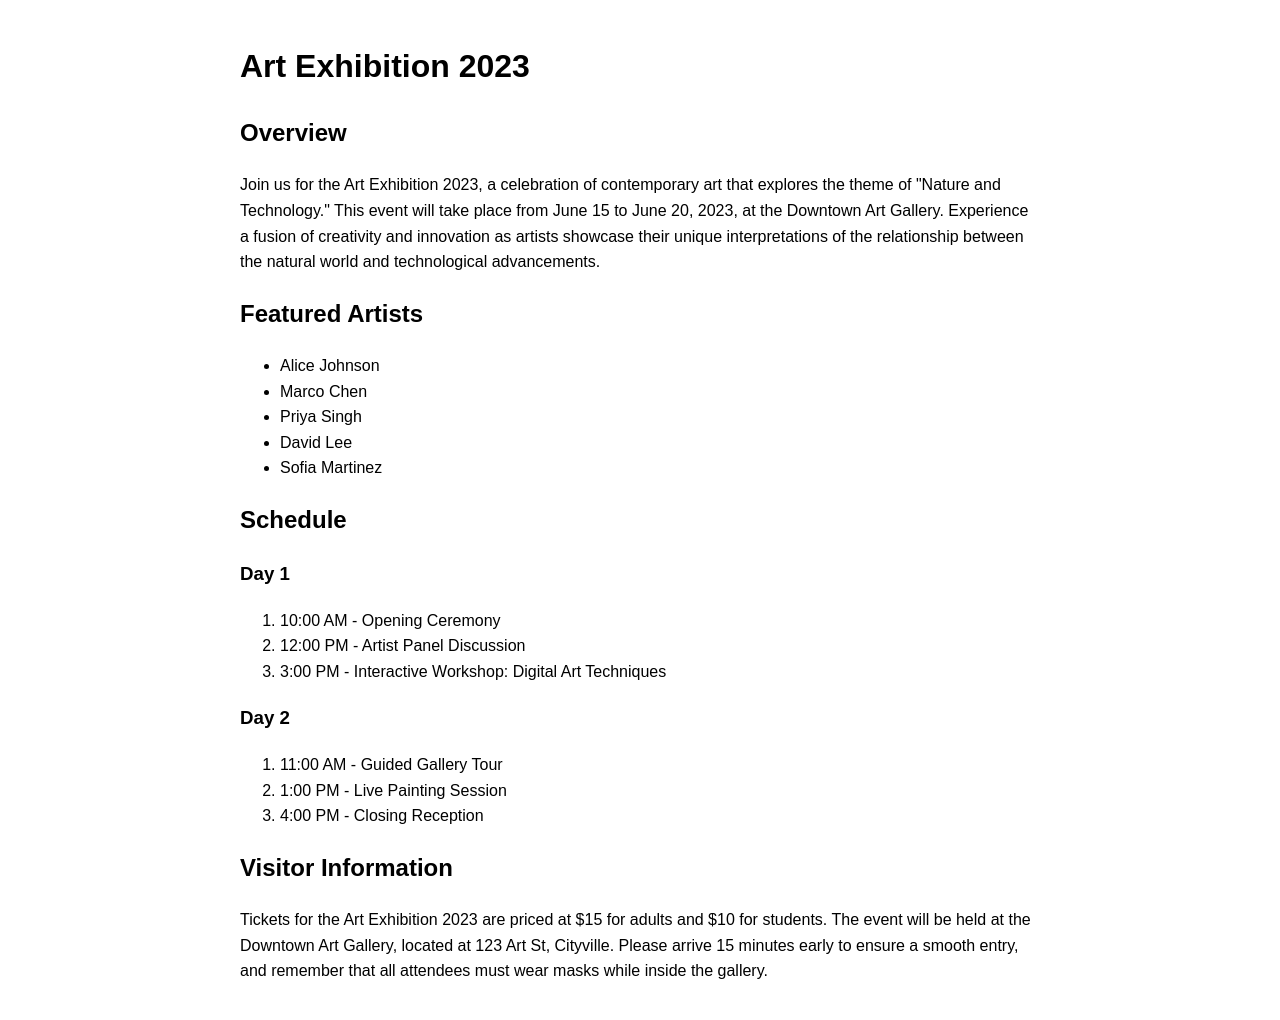 Art Exhibition 2023
Overview
Join us for the Art Exhibition 2023, a celebration of contemporary art that explores the theme of "Nature and
Technology." This event will take place from June 15 to June 20, 2023, at the Downtown Art Gallery. Experience
a fusion of creativity and innovation as artists showcase their unique interpretations of the relationship between
the natural world and technological advancements.
Featured Artists
• Alice Johnson
• Marco Chen
• Priya Singh
• David Lee
• Sofia Martinez
Schedule
Day 1
1. 10:00 AM - Opening Ceremony
2. 12:00 PM - Artist Panel Discussion
3. 3:00 PM - Interactive Workshop: Digital Art Techniques
Day 2
1. 11:00 AM - Guided Gallery Tour
2. 1:00 PM - Live Painting Session
3. 4:00 PM - Closing Reception
Visitor Information
Tickets for the Art Exhibition 2023 are priced at $15 for adults and $10 for students. The event will be held at the
Downtown Art Gallery, located at 123 Art St, Cityville. Please arrive 15 minutes early to ensure a smooth entry,
and remember that all attendees must wear masks while inside the gallery.